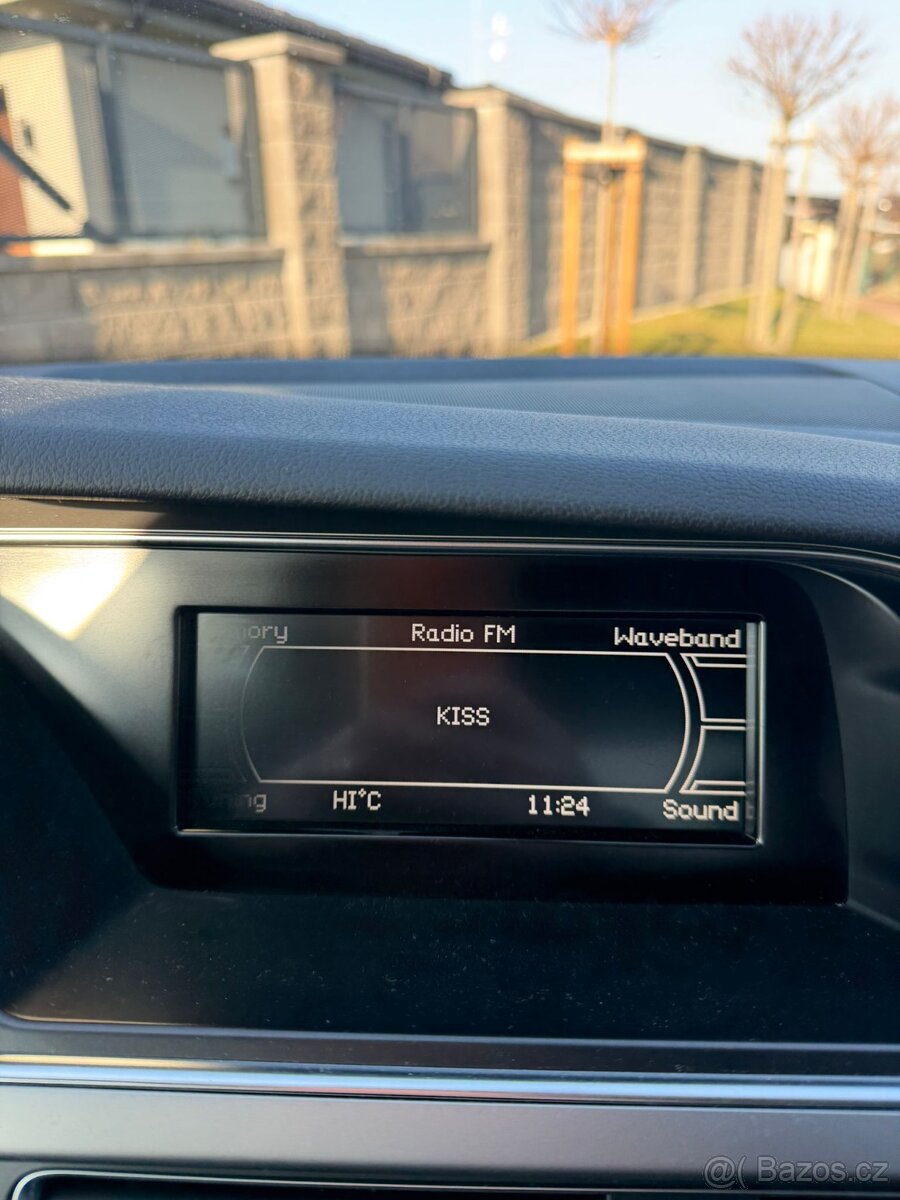 Radio FM
Waveband
KISS
HI°C
11:24
Sound
@( Bazos.cz